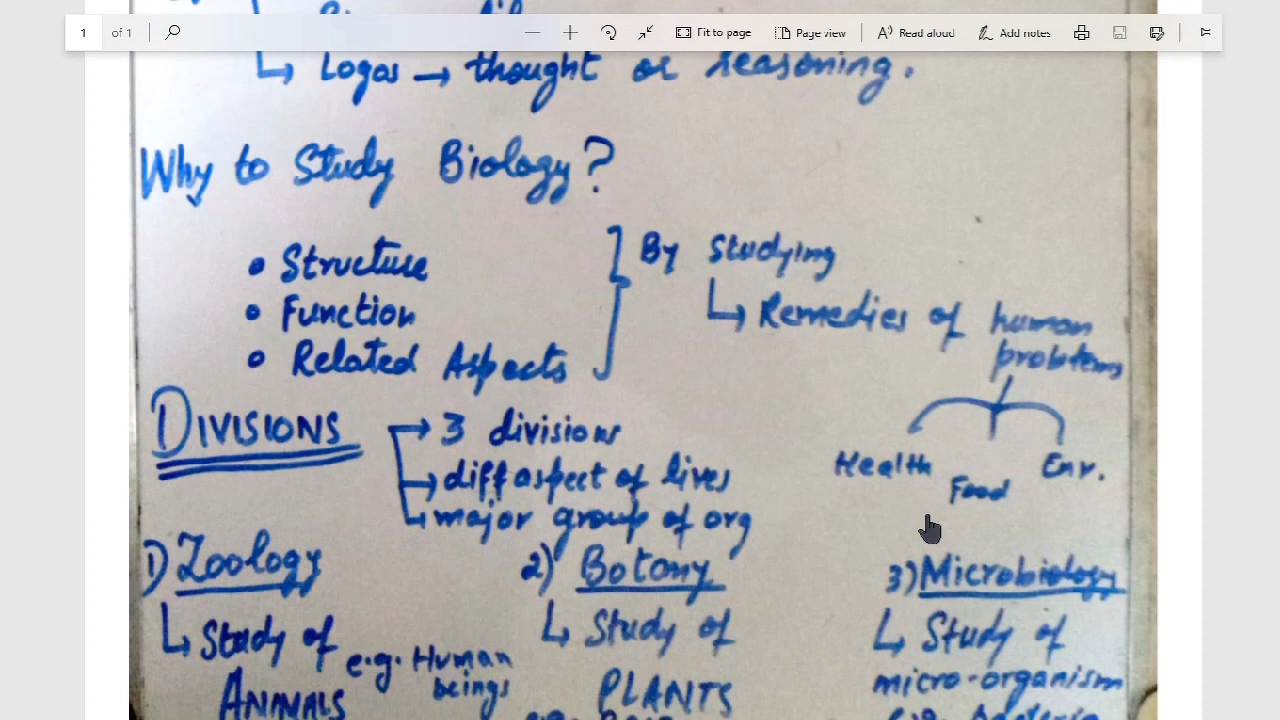 1 of 1
Fit to page
Page view
Read aloud
Add notes
↳ Logos → thought or reasoning.
Why to Study Biology?
• Structure
• Function
• Related Aspects
By Studying
↳ Remedies of human
problems
Health
Food
Env.
DIVISIONS
→ 3 divisions
→ diff aspect of lives
↳ major group of org
1) Zoology
↳ Study of
ANIMALS
e.g. Human
beings
2) Botony
↳ Study of
PLANTS
3) Microbiology
↳ Study of
micro-organism